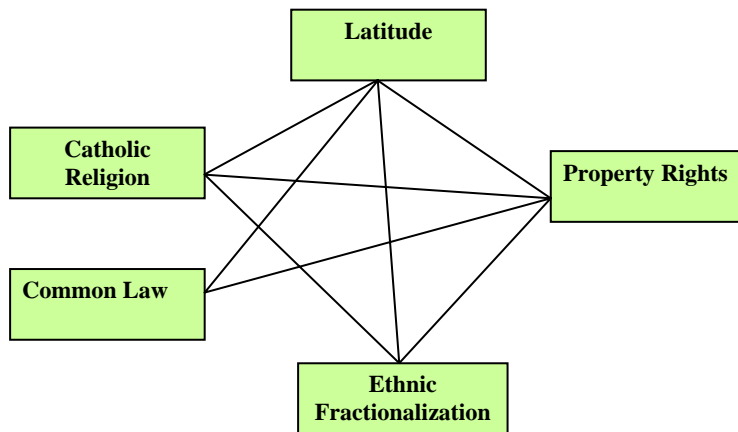 Latitude
Catholic
Religion
Property Rights
Common Law
Ethnic
Fractionalization